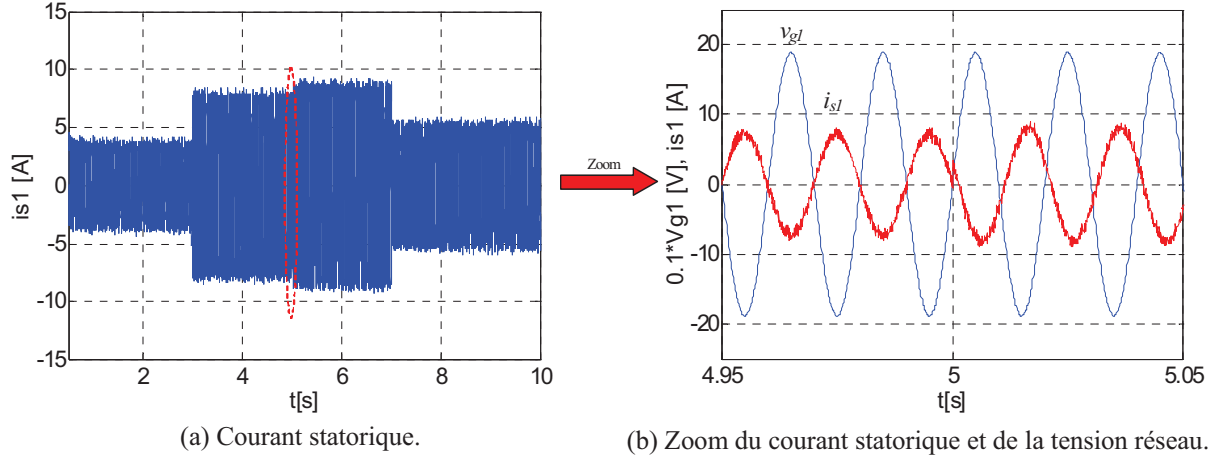 15
10
5
0
-5
-10
-15
is1 [A]
2
4
6
8
10
t[s]
(a) Courant statorique.
Zoom
20
10
0
-10
-20
0.1*Vg1 [V], is1 [A]
vg1
is1
4.95
5
5.05
t[s]
(b) Zoom du courant statorique et de la tension réseau.